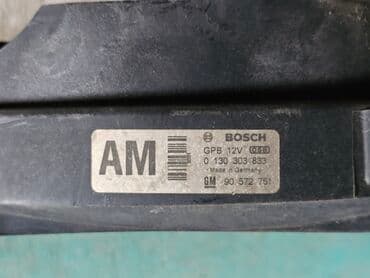 AM
BOSCH
GPB 12V
0 130 303 833
Made in Germany
GM 90 572 751